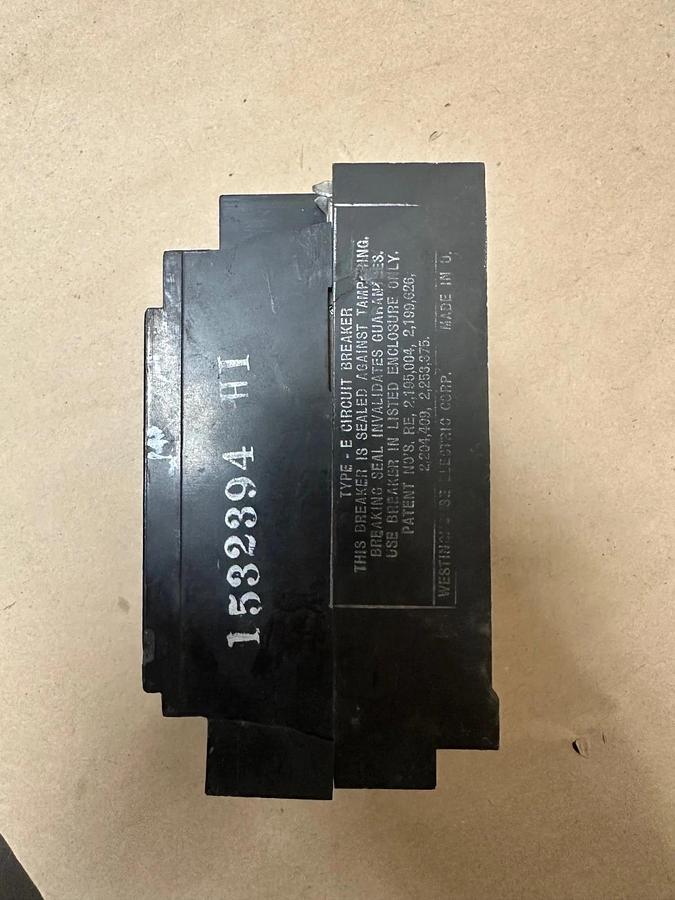 1532394 HI
TYPE - E CIRCUIT BREAKER
THIS BREAKER IS SEALED AGAINST TAMPERING.
BREAKING SEAL INVALIDATES GUARANTEES.
USE BREAKER IN LISTED ENCLOSURE ONLY.
PATENT NO'S. RE, 2,195,004, 2,199,626,
2,204,409, 2,253,375.
WESTINGHOUSE ELECTRIC CORP. MADE IN U.